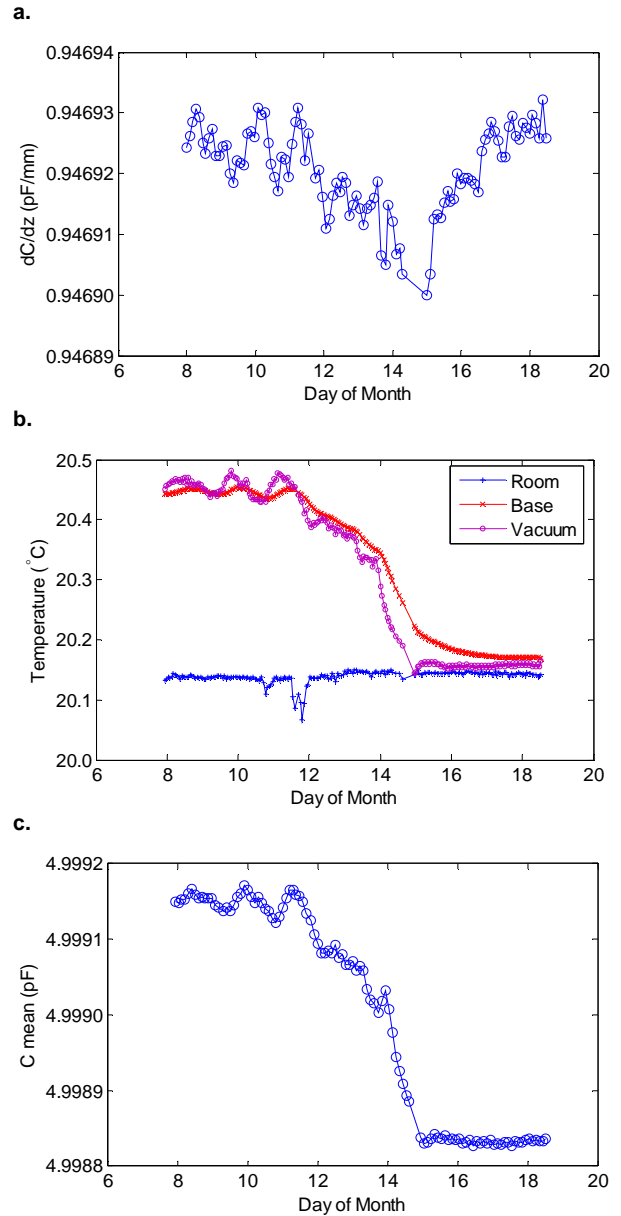 a.
0.94694
0.94693
0.94692
0.94691
0.94690
0.94689
dC/dz (pF/mm)
6 8 10 12 14 16 18 20
Day of Month
b.
20.5
20.4
20.3
20.2
20.1
20.0
Temperature (°C)
Room
Base
Vacuum
6 8 10 12 14 16 18 20
Day of Month
c.
4.9992
4.9991
4.9990
4.9989
4.9988
C mean (pF)
6 8 10 12 14 16 18 20
Day of Month